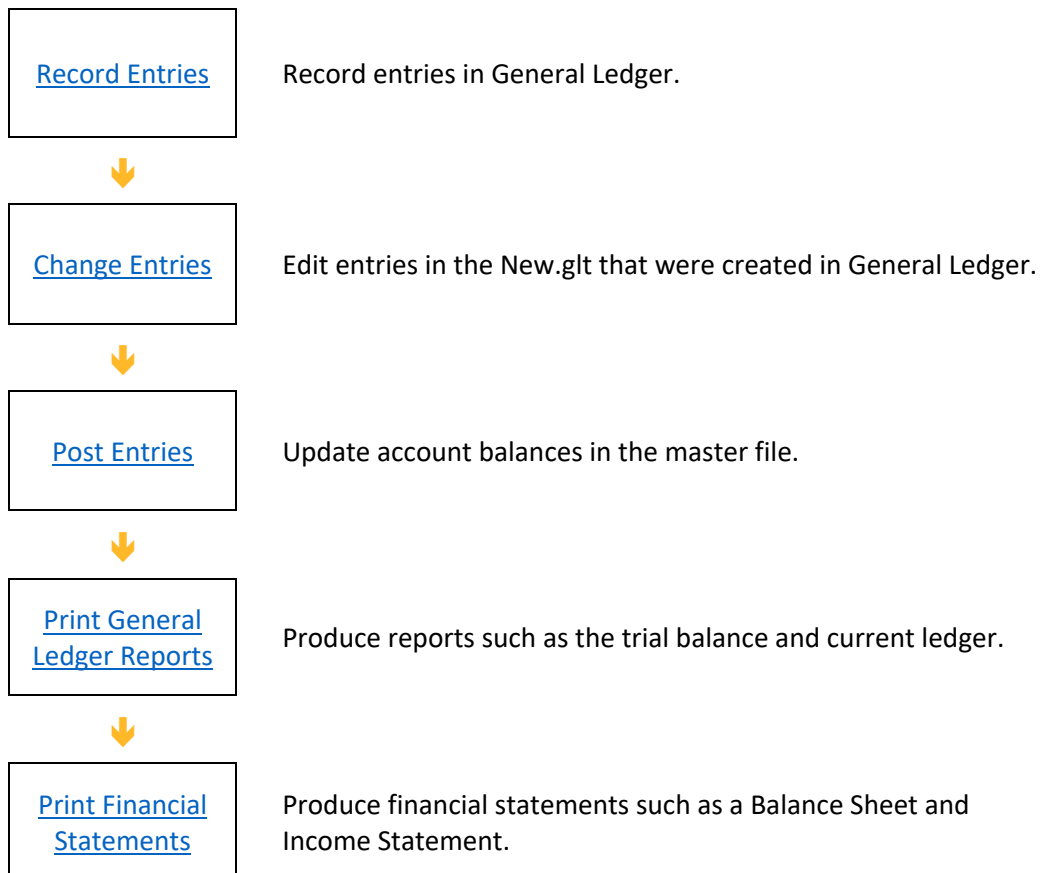 Record Entries
Record entries in General Ledger.
Change Entries
Edit entries in the New.glt that were created in General Ledger.
Post Entries
Update account balances in the master file.
Print General
Ledger Reports
Produce reports such as the trial balance and current ledger.
Print Financial
Statements
Produce financial statements such as a Balance Sheet and
Income Statement.